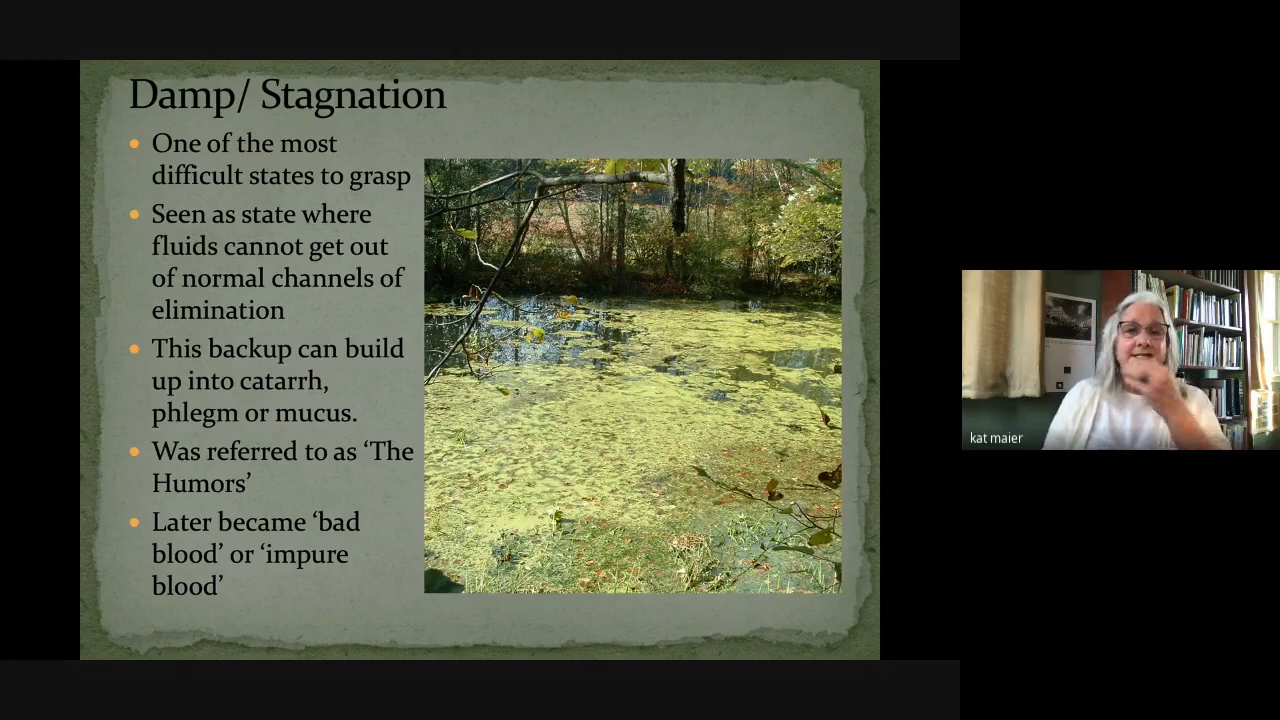 Damp/ Stagnation
• One of the most
difficult states to grasp
• Seen as state where
fluids cannot get out
of normal channels of
elimination
• This backup can build
up into catarrh,
phlegm or mucus.
• Was referred to as ‘The
Humors’
• Later became ‘bad
blood’ or ‘impure
blood’
kat maier